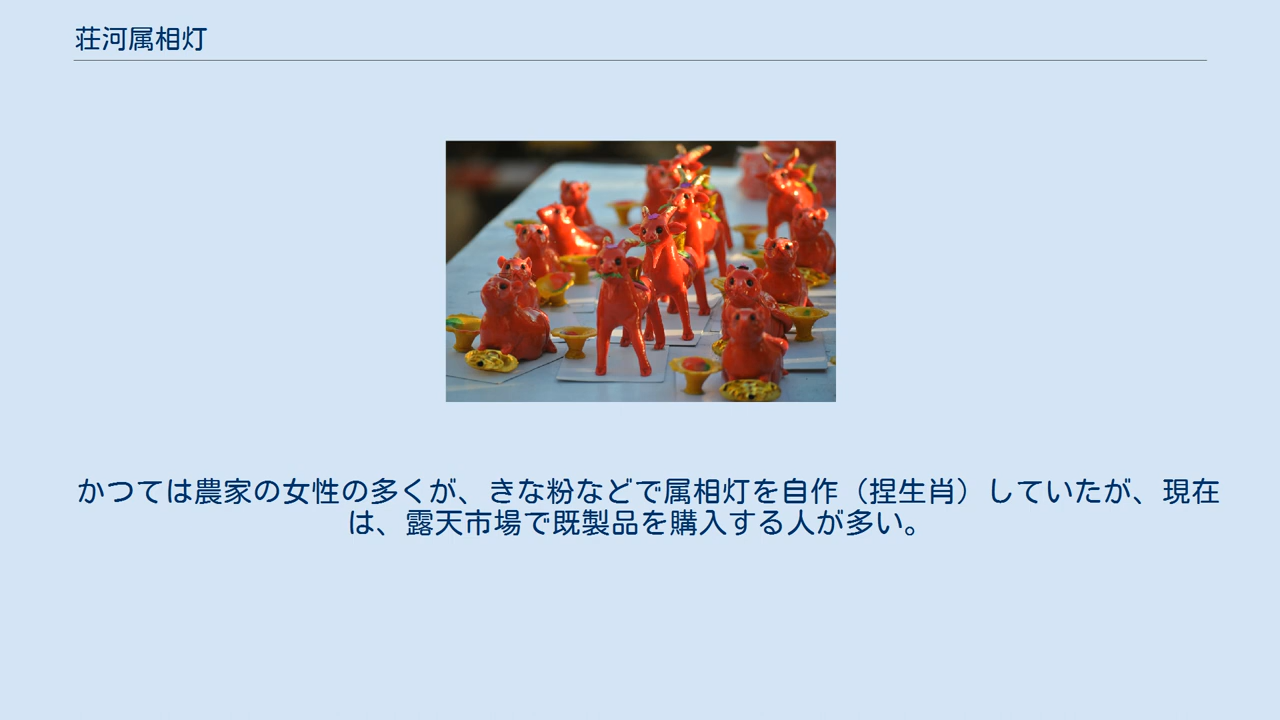 荘河属相灯
かつては農家の女性の多くが、きな粉などで属相灯を自作（捏生肖）していたが、現在
は、露天市場で既製品を購入する人が多い。